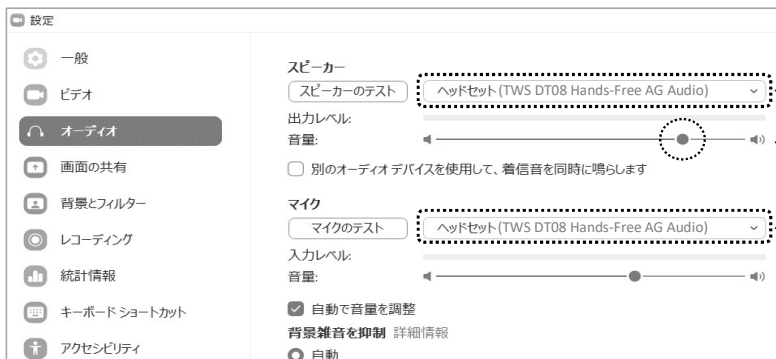 設定
一般
ビデオ
オーディオ
画面の共有
背景とフィルター
レコーディング
統計情報
キーボード ショートカット
アクセシビリティ
スピーカー
スピーカーのテスト ヘッドセット(TWS DT08 Hands-Free AG Audio)
出力レベル:
音量:
別のオーディオ デバイスを使用して、着信音を同時に鳴らします
マイク
マイクのテスト ヘッドセット(TWS DT08 Hands-Free AG Audio)
入力レベル:
音量:
自動で音量を調整
背景雑音を抑制 詳細情報
自動